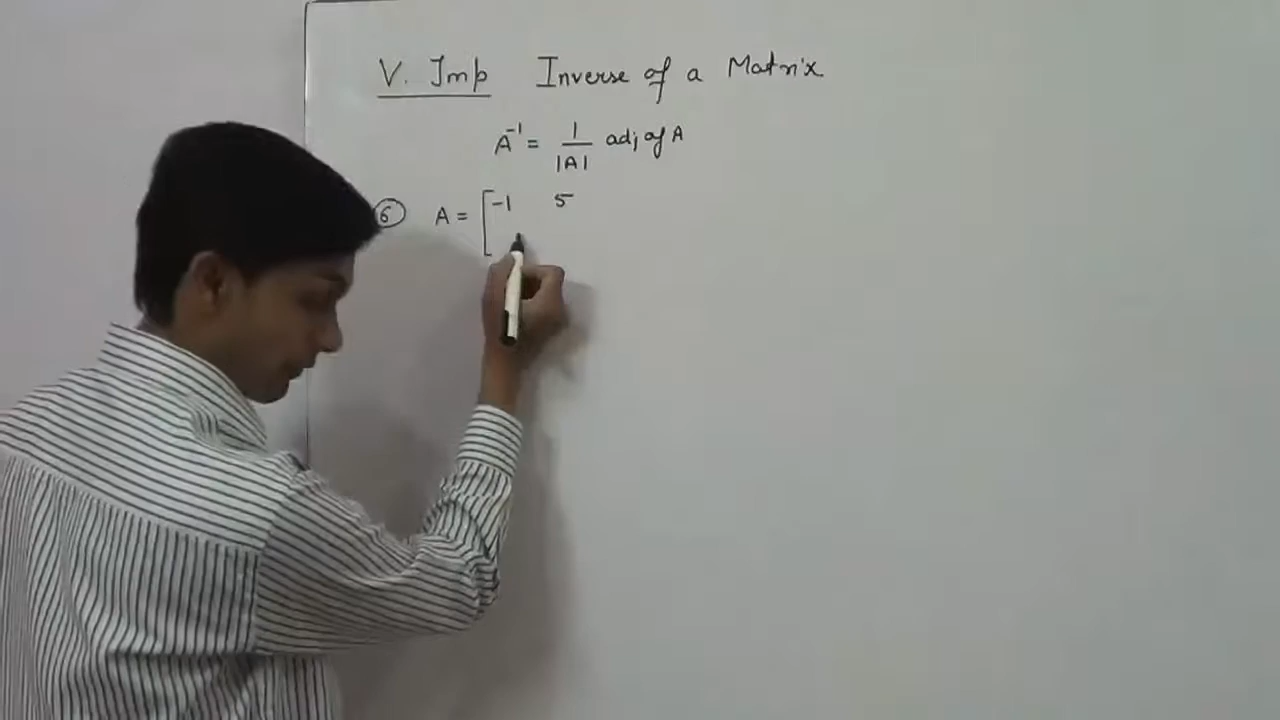 V. Imp Inverse of a Matrix
A⁻¹ = 1/|A| adj of A
⑥ A = [ -1 5